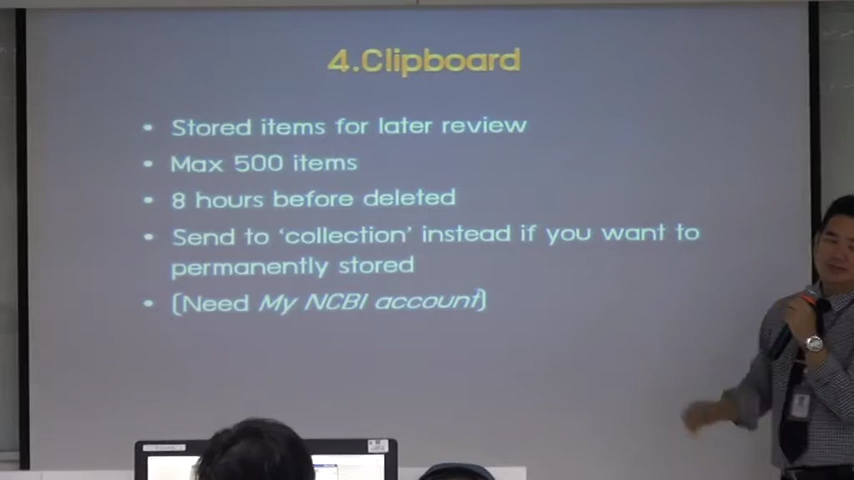 4.Clipboard
• Stored items for later review
• Max 500 items
• 8 hours before deleted
• Send to ‘collection’ instead if you want to
permanently stored
• (Need My NCBI account)